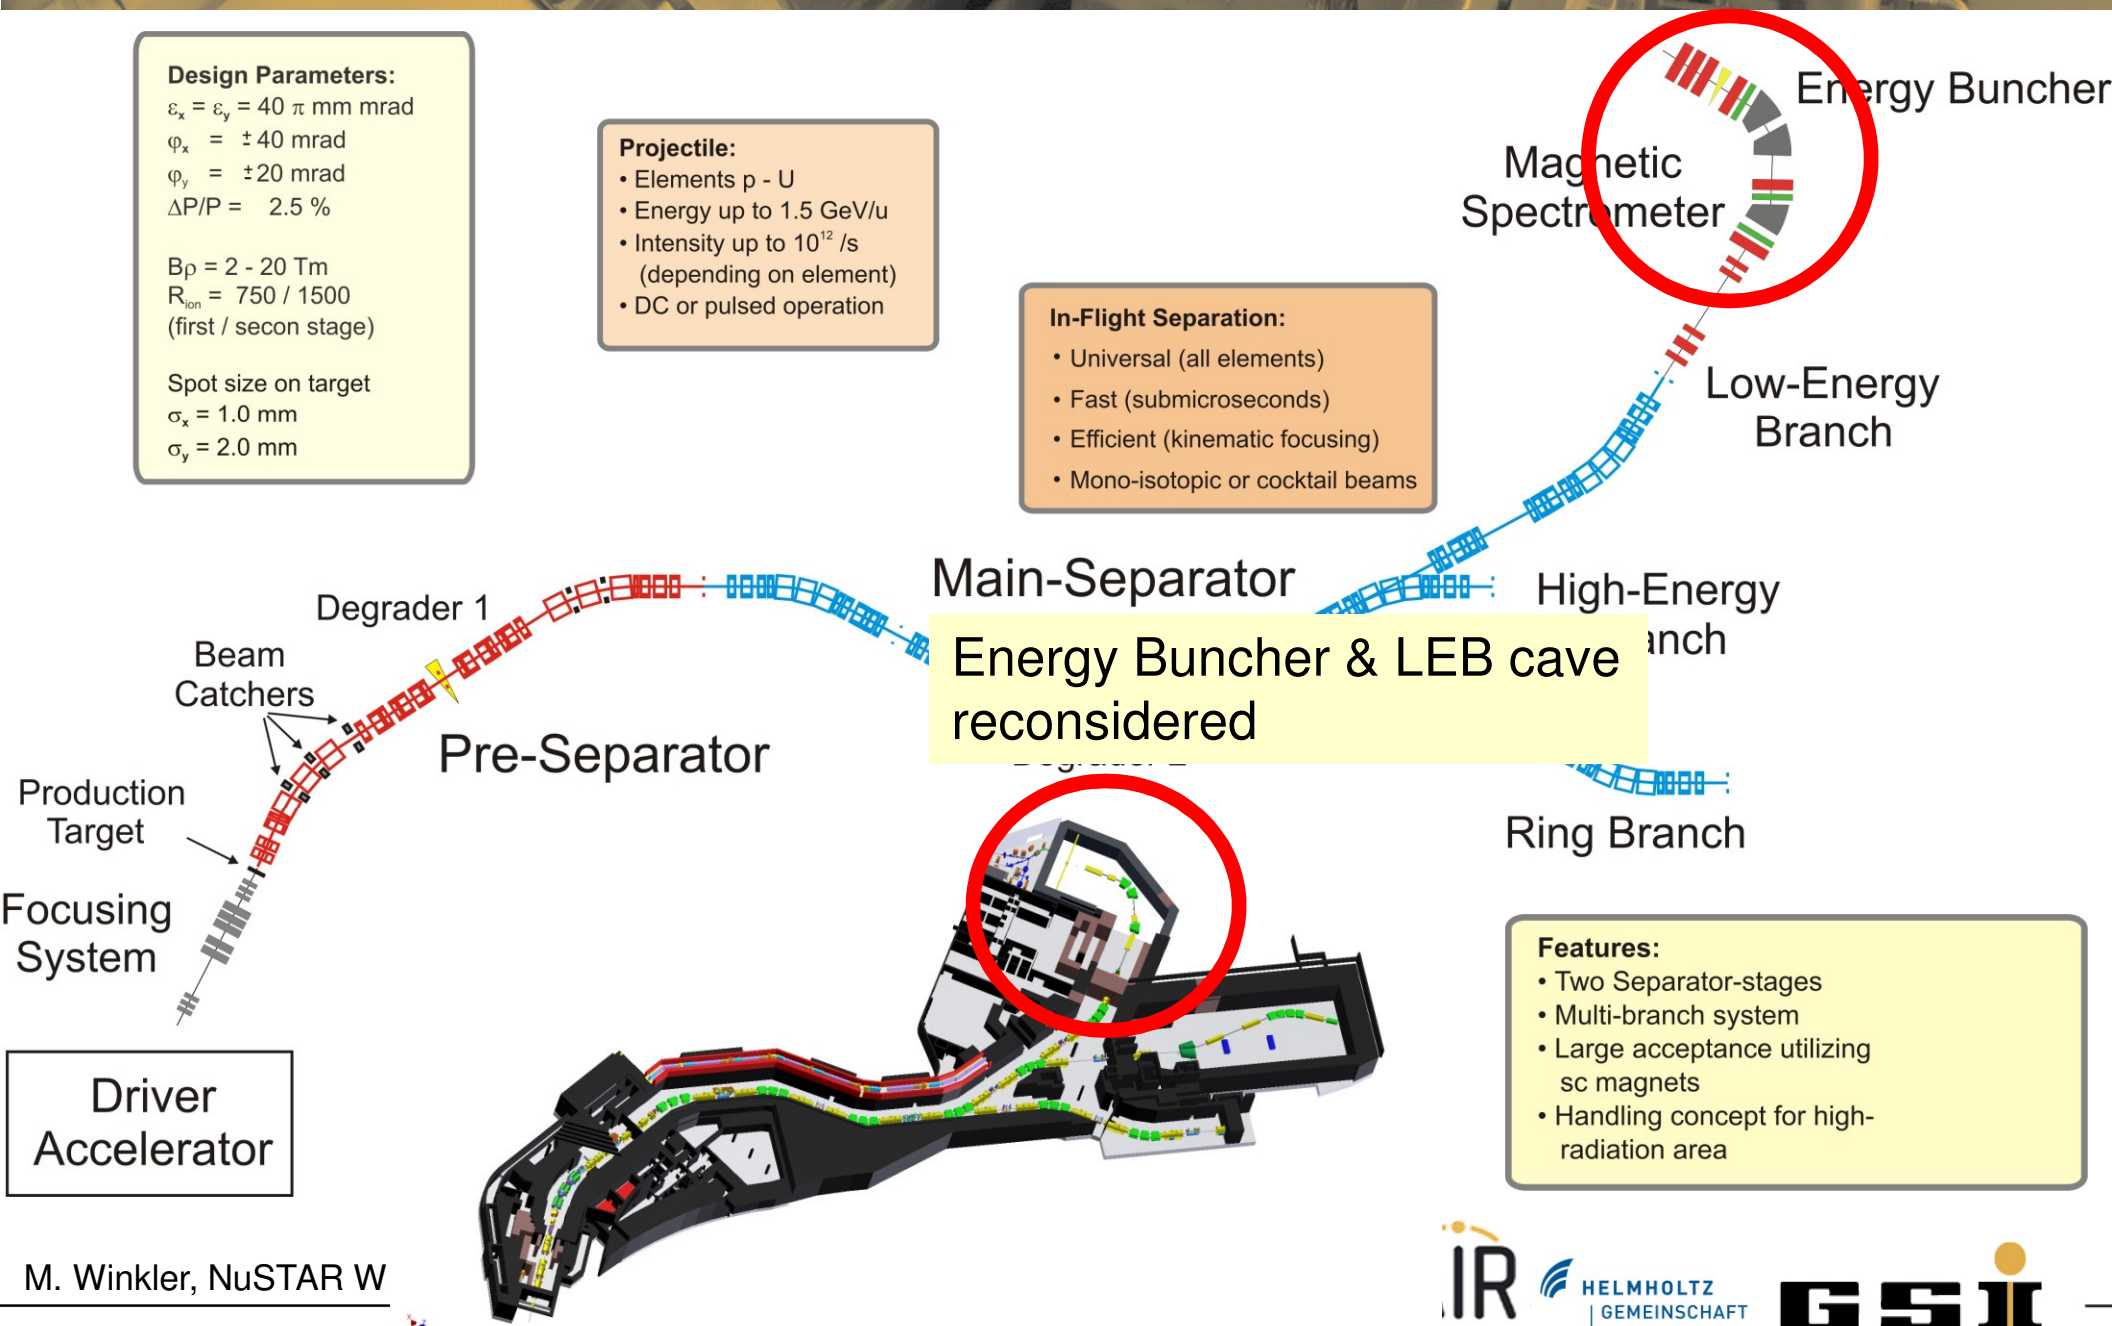 Design Parameters:
εx = εy = 40 π mm mrad
φx = ± 40 mrad
φy = ± 20 mrad
ΔP/P = 2.5 %
Bρ = 2 - 20 Tm
Rion = 750 / 1500
(first / secon stage)
Spot size on target
σx = 1.0 mm
σy = 2.0 mm
Projectile:
• Elements p - U
• Energy up to 1.5 GeV/u
• Intensity up to 10¹² /s
(depending on element)
• DC or pulsed operation
In-Flight Separation:
• Universal (all elements)
• Fast (submicroseconds)
• Efficient (kinematic focusing)
• Mono-isotopic or cocktail beams
Energy Buncher
Magnetic
Spectrometer
Low-Energy
Branch
Main-Separator
High-Energy
anch
Energy Buncher & LEB cave
reconsidered
Degrader 1
Beam
Catchers
Pre-Separator
Production
Target
Focusing
System
Driver
Accelerator
Ring Branch
Features:
• Two Separator-stages
• Multi-branch system
• Large acceptance utilizing
sc magnets
• Handling concept for high-
radiation area
M. Winkler, NuSTAR W
IR
HELMHOLTZ
| GEMEINSCHAFT
GSI